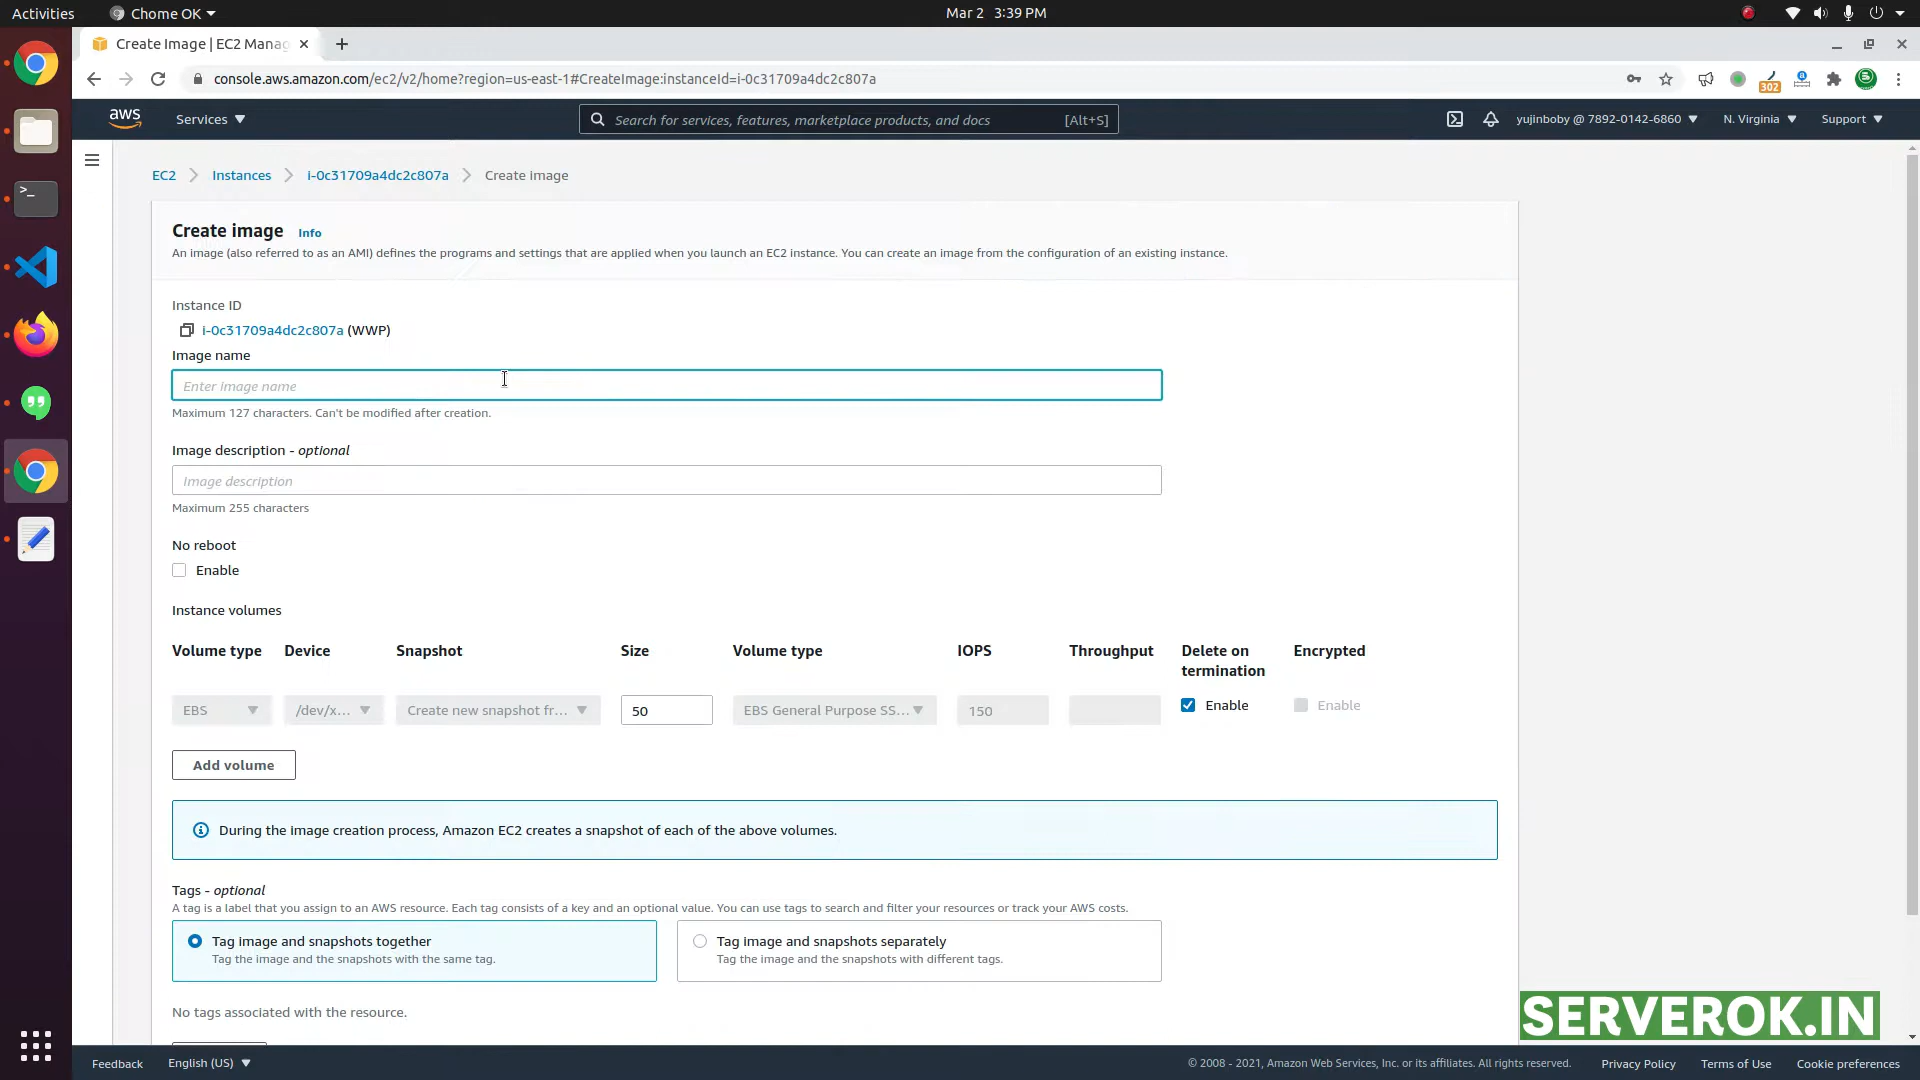 Activities
Chome OK
Mar 2 3:39 PM
Create Image | EC2 Manag
console.aws.amazon.com/ec2/v2/home?region=us-east-1#CreateImage:instanceId=i-0c31709a4dc2c807a
302
aws
Services
Search for services, features, marketplace products, and docs
[Alt+S]
yujinboby @ 7892-0142-6860
N. Virginia
Support
EC2
Instances
i-0c31709a4dc2c807a
Create image
Create image Info
An image (also referred to as an AMI) defines the programs and settings that are applied when you launch an EC2 instance. You can create an image from the configuration of an existing instance.
Instance ID
i-0c31709a4dc2c807a (WWP)
Image name
Enter image name
Maximum 127 characters. Can't be modified after creation.
Image description - optional
Image description
Maximum 255 characters
No reboot
Enable
Instance volumes
Volume type Device Snapshot Size Volume type IOPS Throughput Delete on termination Encrypted
EBS /dev/x... Create new snapshot fr... 50 EBS General Purpose SS... 150 Enable Enable
Add volume
During the image creation process, Amazon EC2 creates a snapshot of each of the above volumes.
Tags - optional
A tag is a label that you assign to an AWS resource. Each tag consists of a key and an optional value. You can use tags to search and filter your resources or track your AWS costs.
Tag image and snapshots together
Tag the image and the snapshots with the same tag.
Tag image and snapshots separately
Tag the image and the snapshots with different tags.
No tags associated with the resource.
SERVEROK.IN
Feedback
English (US)
© 2008 - 2021, Amazon Web Services, Inc. or its affiliates. All rights reserved.
Privacy Policy
Terms of Use
Cookie preferences